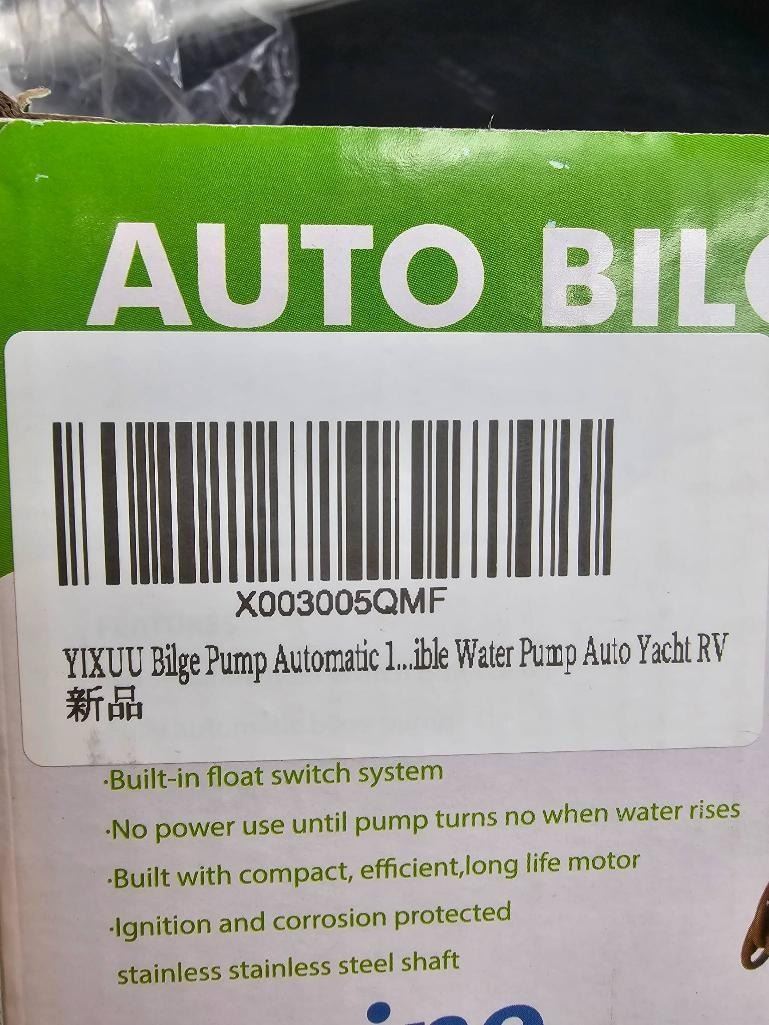 AUTO BIL
X003005QMF
YIXUU Bilge Pump Automatic 1...ible Water Pump Auto Yacht RV
新品
·Built-in float switch system
·No power use until pump turns no when water rises
·Built with compact, efficient,long life motor
·Ignition and corrosion protected
stainless stainless steel shaft